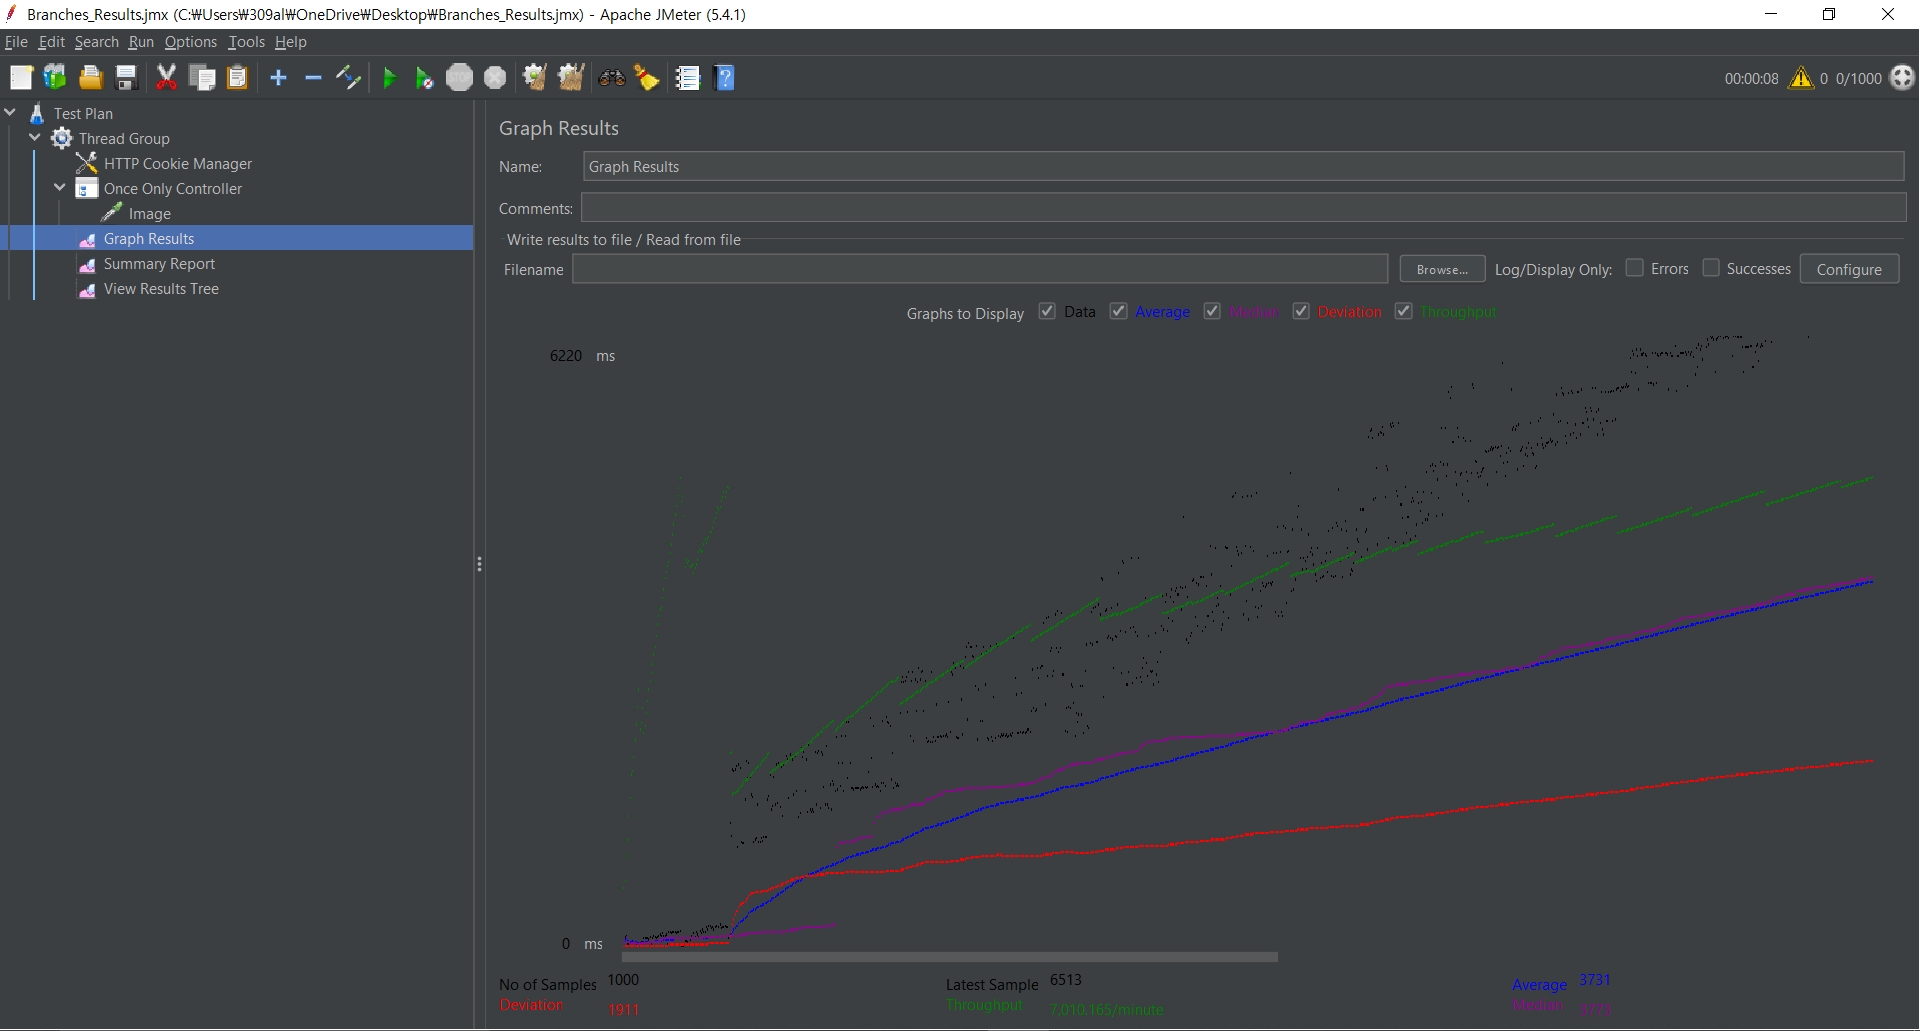 Branches_Results.jmx (C:₩Users₩309al₩OneDrive₩Desktop₩Branches_Results.jmx) - Apache JMeter (5.4.1)
File Edit Search Run Options Tools Help
STOP
00:00:08 0 0/1000
Test Plan
Thread Group
HTTP Cookie Manager
Once Only Controller
Image
Graph Results
Summary Report
View Results Tree
Graph Results
Name: Graph Results
Comments:
Write results to file / Read from file
Filename Browse... Log/Display Only: Errors Successes Configure
Graphs to Display Data Average Median Deviation Throughput
6220 ms
0 ms
No of Samples 1000 Latest Sample 6513 Average 3731
Deviation 1911 Throughput 7,010.165/minute Median 3775